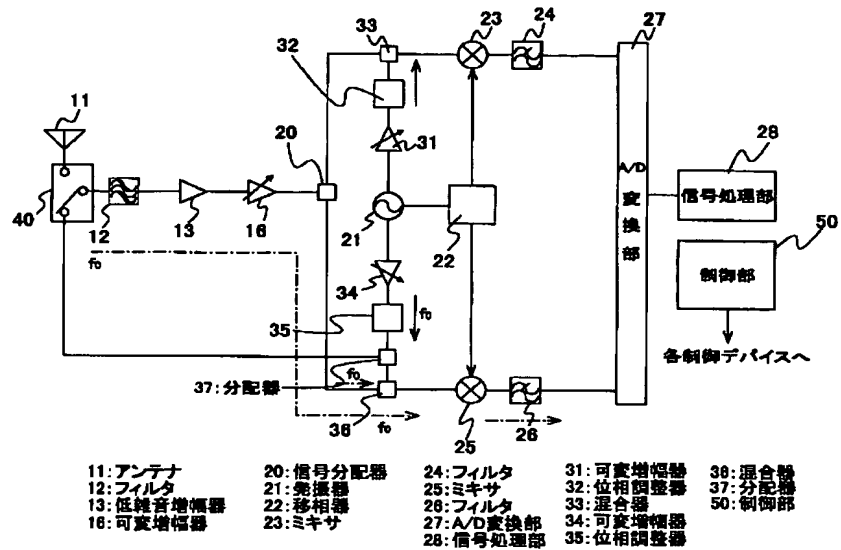 33
23
24
27
32
11
31
20
28
A/D変換部
信号処理部
40
12
13
16
21
22
50
f₀
34
制御部
35
f₀
各制御デバイスへ
37:分配器
f₀
f₀
36
25
26
11:アンテナ
12:フィルタ
13:低雑音増幅器
16:可変増幅器
20:信号分配器
21:発振器
22:移相器
23:ミキサ
24:フィルタ
25:ミキサ
26:フィルタ
27:A/D変換部
28:信号処理部
31:可変増幅器
32:位相調整器
33:混合器
34:可変増幅器
35:位相調整器
36:混合器
37:分配器
50:制御部